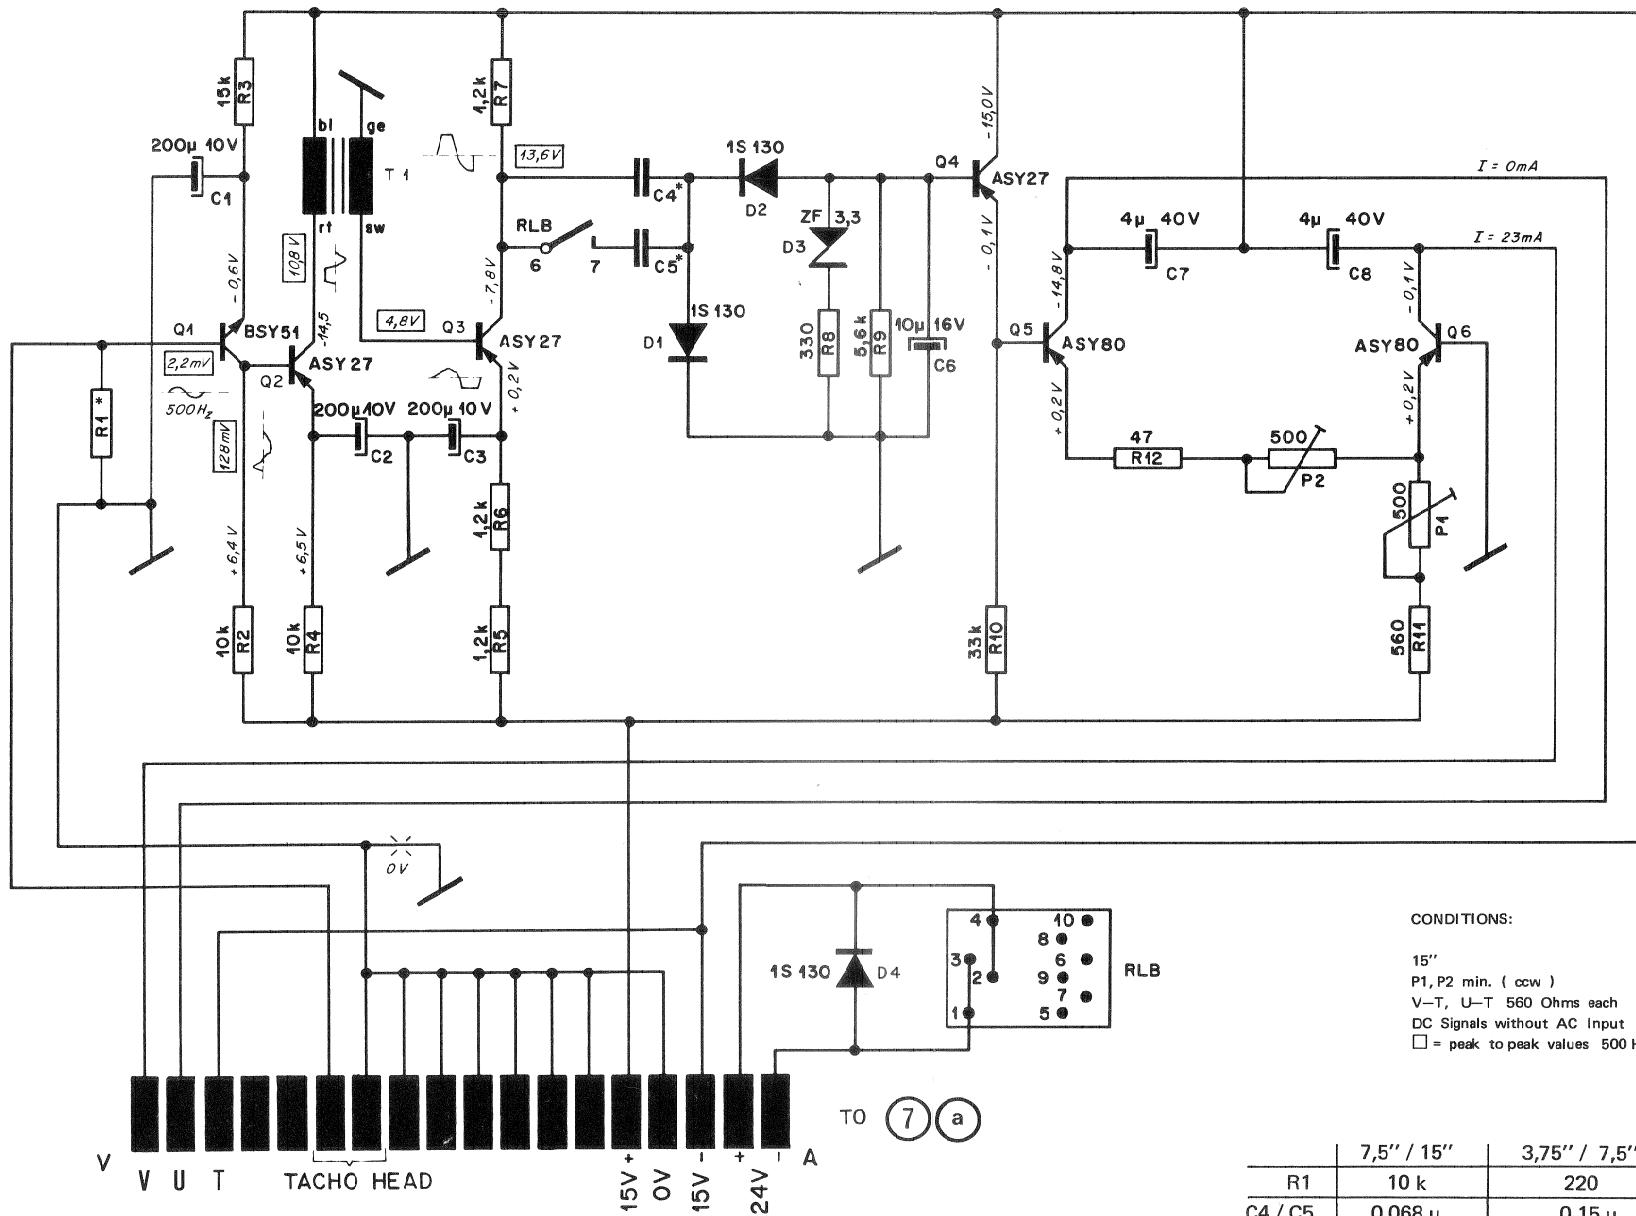 15k
R3
1,2k
R7
-15,0V
200µ 10V
C1
bl
ge
T1
rt
sw
13,6V
1S 130
D2
C4*
Q4
ASY27
I = 0mA
RLB
6
7
C5*
ZF 3,3
D3
4µ 40V
C7
4µ 40V
C8
I = 23mA
-0,6V
10,8V
-7,8V
-0,1V
-14,8V
-0,1V
Q1
BSY51
2,2mV
500Hz
Q2
ASY27
-14,5
4,8V
Q3
ASY27
1S 130
D1
330
R8
5,6k
R9
10µ 16V
C6
Q5
ASY80
ASY80
Q6
+0,2V
+0,2V
+0,2V
R1 *
128mV
200µ10V
C2
200µ 10V
C3
47
R12
500
P2
500
P1
+6,4V
+6,5V
1,2k
R6
10k
R2
10k
R4
1,2k
R5
33k
R10
560
R11
0V
1S 130
D4
4
10
8
3
6
2
9
7
1
5
RLB
CONDITIONS:
15"
P1, P2 min. ( ccw )
V–T, U–T 560 Ohms each
DC Signals without AC Input
□ = peak to peak values 500 H
TO 7 a
V
V U T
TACHO HEAD
15V +
0V
15V -
+
24V
-
A
7,5" / 15" 3,75" / 7,5"
R1 10 k 220
C4 / C5 0,068 µ 0,15 µ